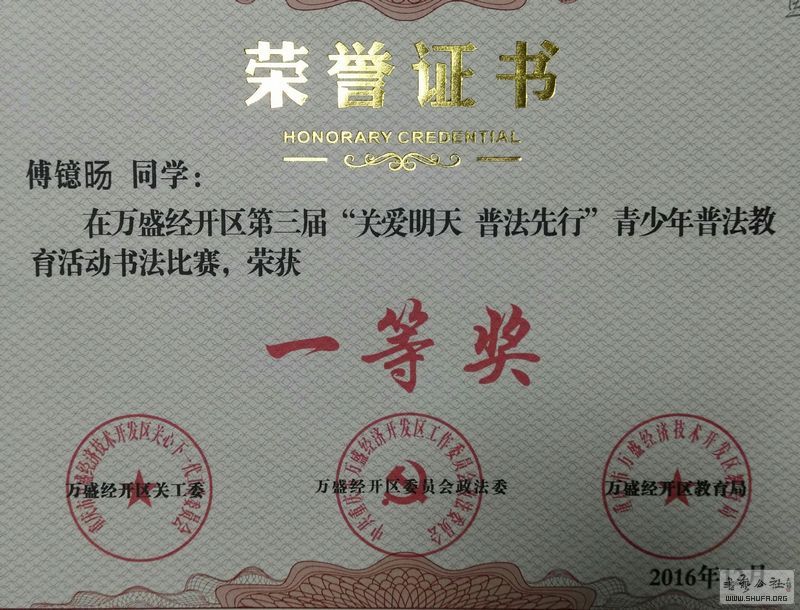 荣誉证书
HONORARY CREDENTIAL
傅镱旸 同学：
在万盛经开区第三届“关爱明天 普法先行”青少年普法教
育活动书法比赛，荣获
一等奖
万盛经开区关工委
万盛经开区委员会政法委
万盛经开区教育局
2016年 月
WWW.SHUFA.ORG